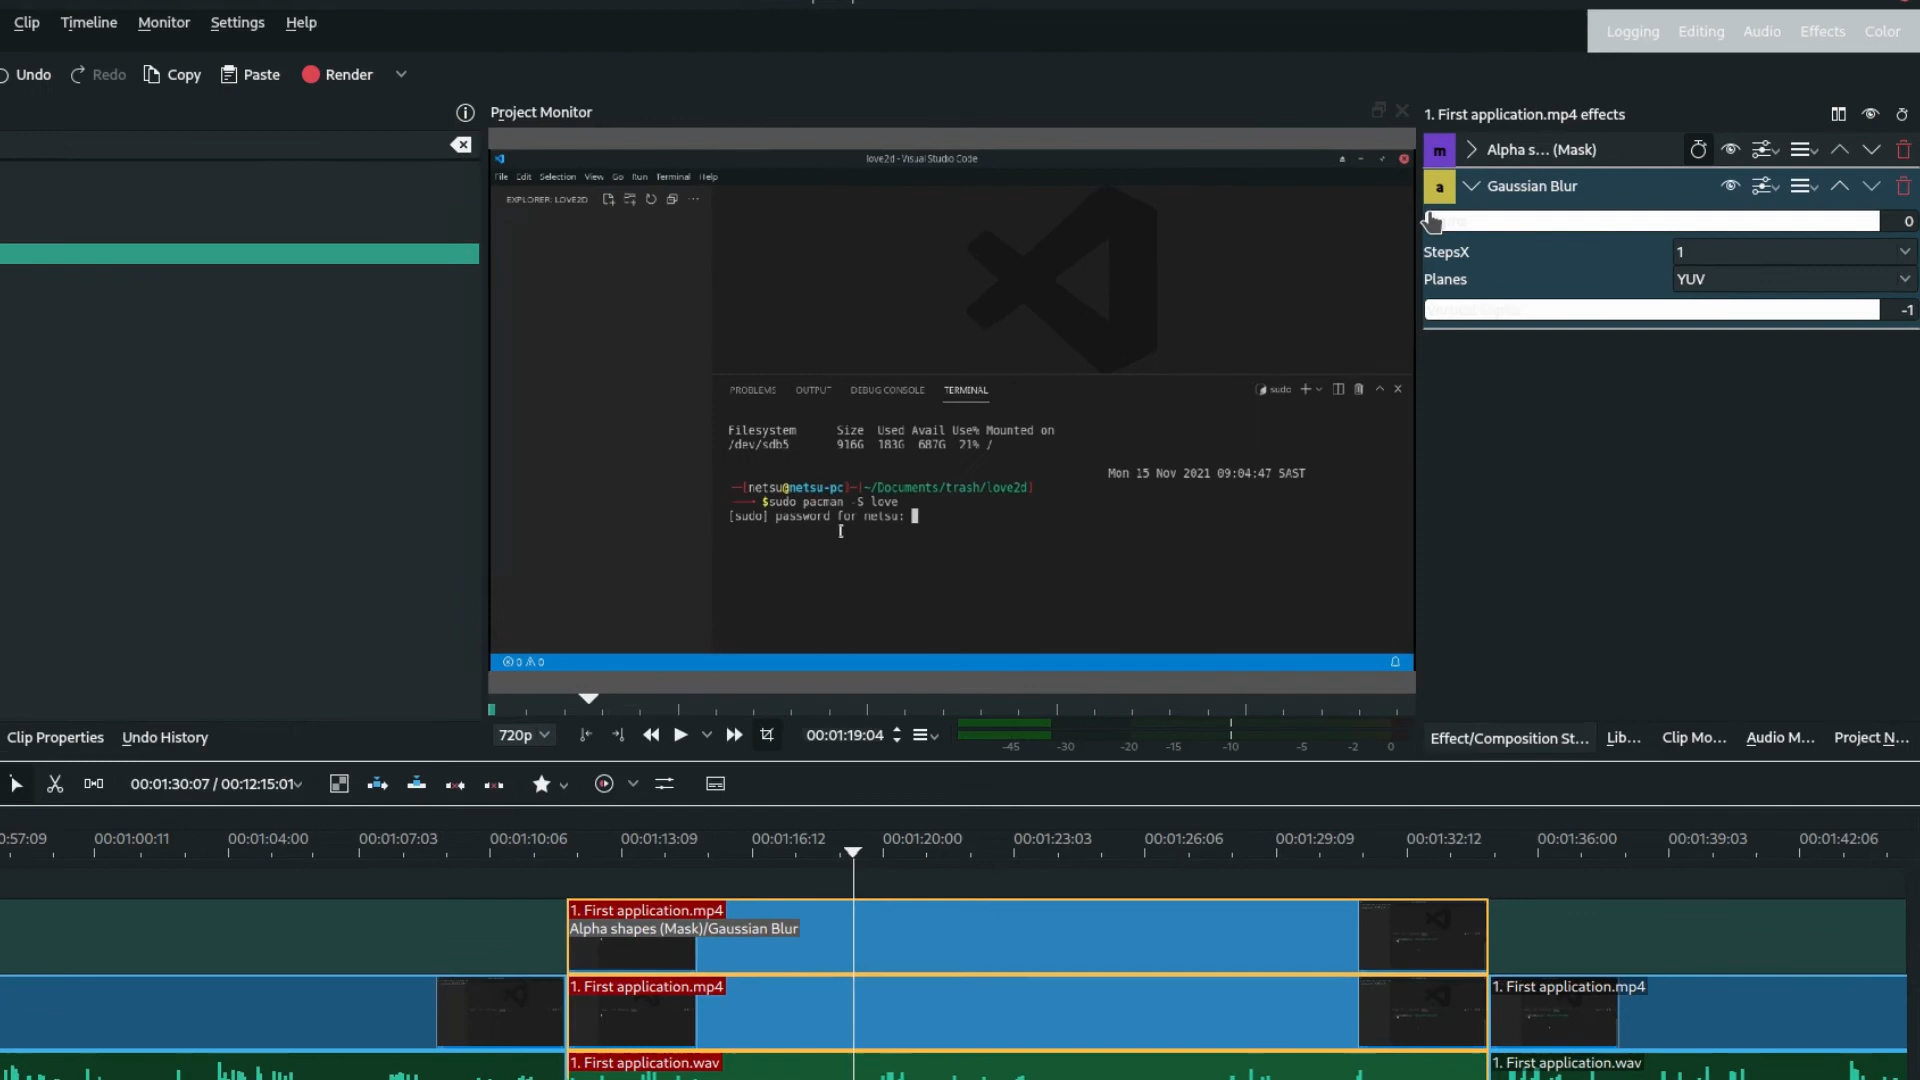 Clip Timeline Monitor Settings Help
Logging Editing Audio Effects Color
Undo Redo Copy Paste Render
Project Monitor
1. First application.mp4 effects
m Alpha s... (Mask)
a Gaussian Blur
0
StepsX 1
Planes YUV
-1
love2d - Visual Studio Code
File Edit Selection View Go Run Terminal Help
EXPLORER: LOVE2D
PROBLEMS OUTPUT DEBUG CONSOLE TERMINAL
sudo
Filesystem Size Used Avail Use% Mounted on
/dev/sdb5 916G 183G 687G 21% /
Mon 15 Nov 2021 09:04:47 SAST
[netsu@netsu-pc]-[~/Documents/trash/love2d]
$sudo pacman -S love
[sudo] password for netsu:
0 0
Clip Properties Undo History
720p 00:01:19:04
-45 -30 -20 -15 -10 -5 -2 0
Effect/Composition St... Lib... Clip Mo... Audio M... Project N...
00:01:30:07 / 00:12:15:01
0:57:09 00:01:00:11 00:01:04:00 00:01:07:03 00:01:10:06 00:01:13:09 00:01:16:12 00:01:20:00 00:01:23:03 00:01:26:06 00:01:29:09 00:01:32:12 00:01:36:00 00:01:39:03 00:01:42:06
1. First application.mp4
Alpha shapes (Mask)/Gaussian Blur
1. First application.mp4
1. First application.mp4
1. First application.wav
1. First application.wav